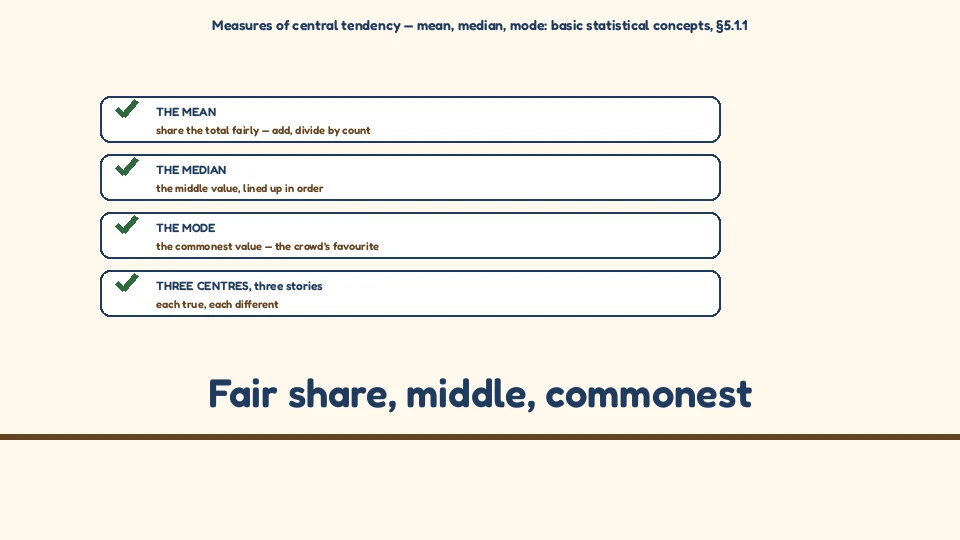 Measures of central tendency — mean, median, mode: basic statistical concepts, §5.1.1
THE MEAN
share the total fairly — add, divide by count
THE MEDIAN
the middle value, lined up in order
THE MODE
the commonest value — the crowd's favourite
THREE CENTRES, three stories
each true, each different
Fair share, middle, commonest